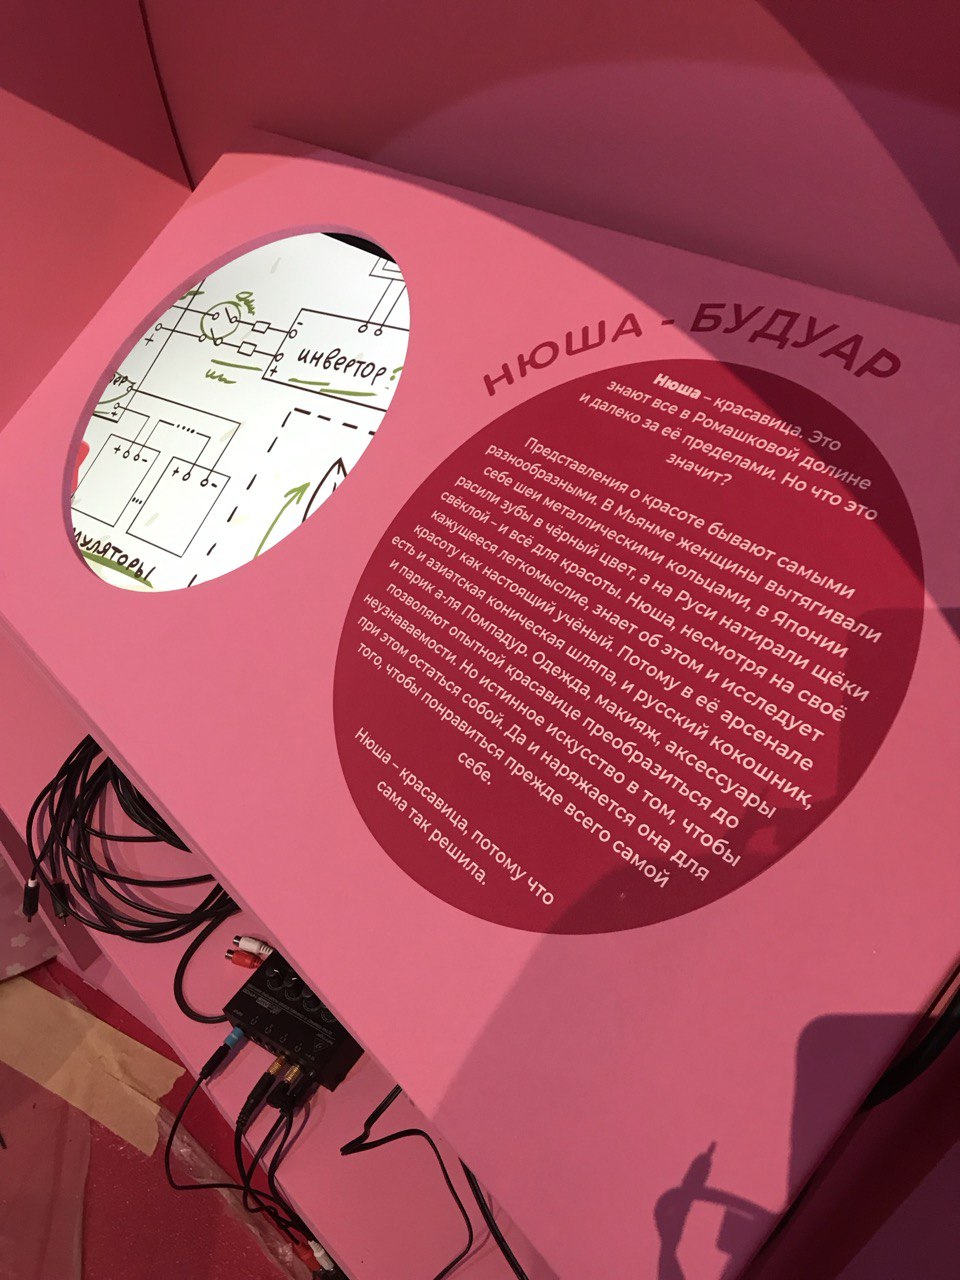 НЮША - БУДУАР
Нюша – красавица. Это
знают все в Ромашковой долине
и далеко за её пределами. Но что это
значит?
Представления о красоте бывают самыми
разнообразными. В Мьянме женщины вытягивали
себе шеи металлическими кольцами, в Японии
расили зубы в чёрный цвет, а на Руси натирали щёки
свёклой – и всё для красоты. Нюша, несмотря на своё
кажущееся легкомыслие, знает об этом и исследует
красоту как настоящий учёный. Потому в её арсенале
есть и азиатская коническая шляпа, и русский кокошник,
и парик а-ля Помпадур. Одежда, макияж, аксессуары
позволяют опытной красавице преобразиться до
неузнаваемости. Но истинное искусство в том, чтобы
при этом остаться собой. Да и наряжается она для
того, чтобы понравиться прежде всего самой
себе.
Нюша – красавица, потому что
сама так решила.
ИНВЕРТОР?
МУЛЯТОРЫ